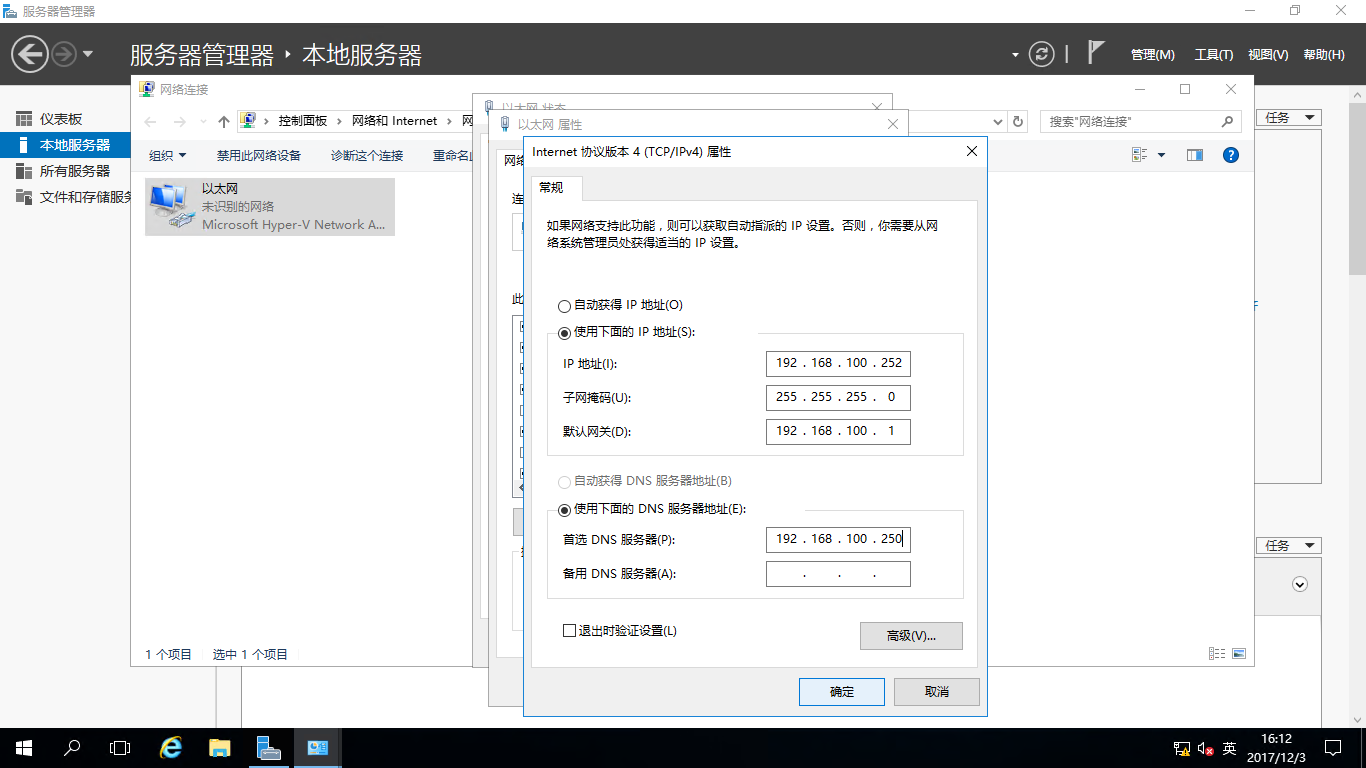 服务器管理器
服务器管理器 · 本地服务器
管理(M) 工具(T) 视图(V) 帮助(H)
仪表板
本地服务器
所有服务器
文件和存储服务
任务
任务
网络连接
控制面板 › 网络和 Internet ›
搜索"网络连接"
组织 禁用此网络设备 诊断这个连接
以太网
未识别的网络
Microsoft Hyper-V Network A...
1 个项目 选中 1 个项目
以太网 状态
以太网 属性
Internet 协议版本 4 (TCP/IPv4) 属性
常规
如果网络支持此功能，则可以获取自动指派的 IP 设置。否则，你需要从网
络系统管理员处获得适当的 IP 设置。
自动获得 IP 地址(O)
使用下面的 IP 地址(S):
IP 地址(I): 192 . 168 . 100 . 252
子网掩码(U): 255 . 255 . 255 . 0
默认网关(D): 192 . 168 . 100 . 1
自动获得 DNS 服务器地址(B)
使用下面的 DNS 服务器地址(E):
首选 DNS 服务器(P): 192 . 168 . 100 . 250
备用 DNS 服务器(A): . . .
退出时验证设置(L)
高级(V)...
确定 取消
英
16:12
2017/12/3